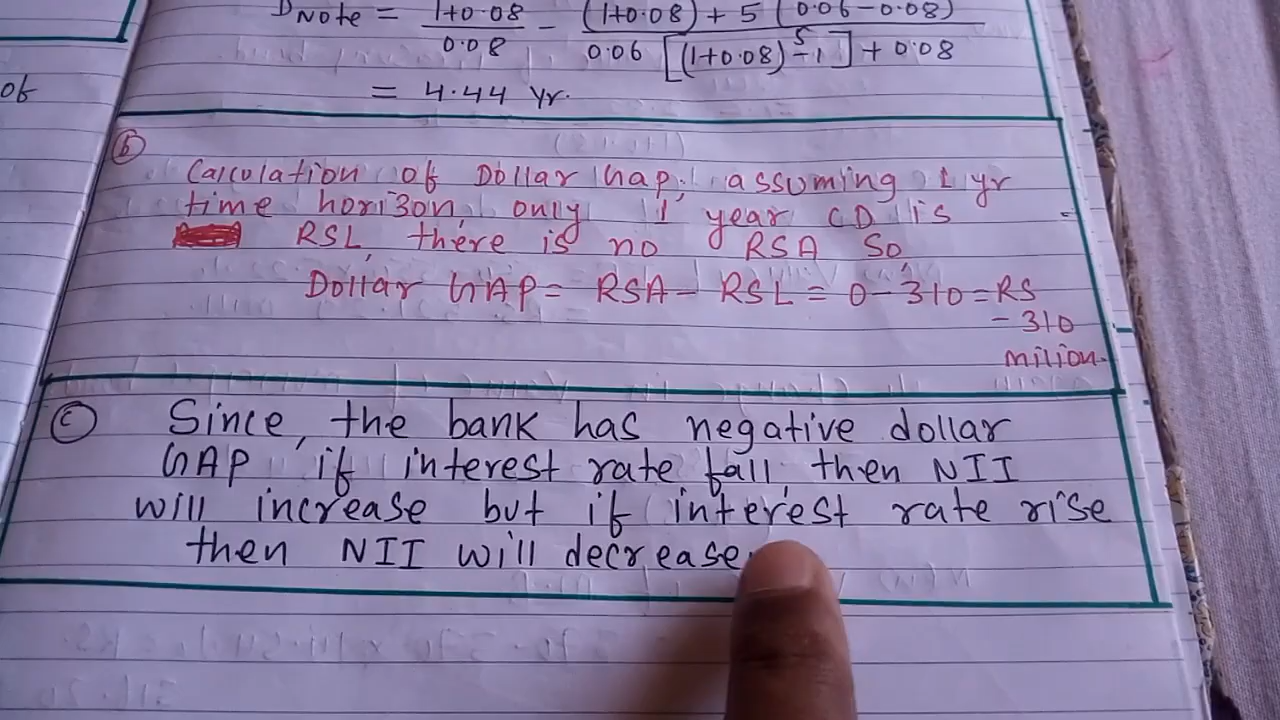 D Note = 1+0.08 / 0.08 - (1+0.08) + 5 (0.06-0.08) / 0.06 [(1+0.08)^5 -1] + 0.08
of
= 4.44 Yr.
(b)
Calculation of Dollar Gap, assuming 1 yr
time horizon, only 1 year CD is
RSL, there is no RSA So,
Dollar GAP = RSA - RSL = 0-310 = RS
-310
milion.
(c) Since, the bank has negative dollar
GAP if interest rate fall, then NII
will increase but if interest rate rise
then NII will decrease.